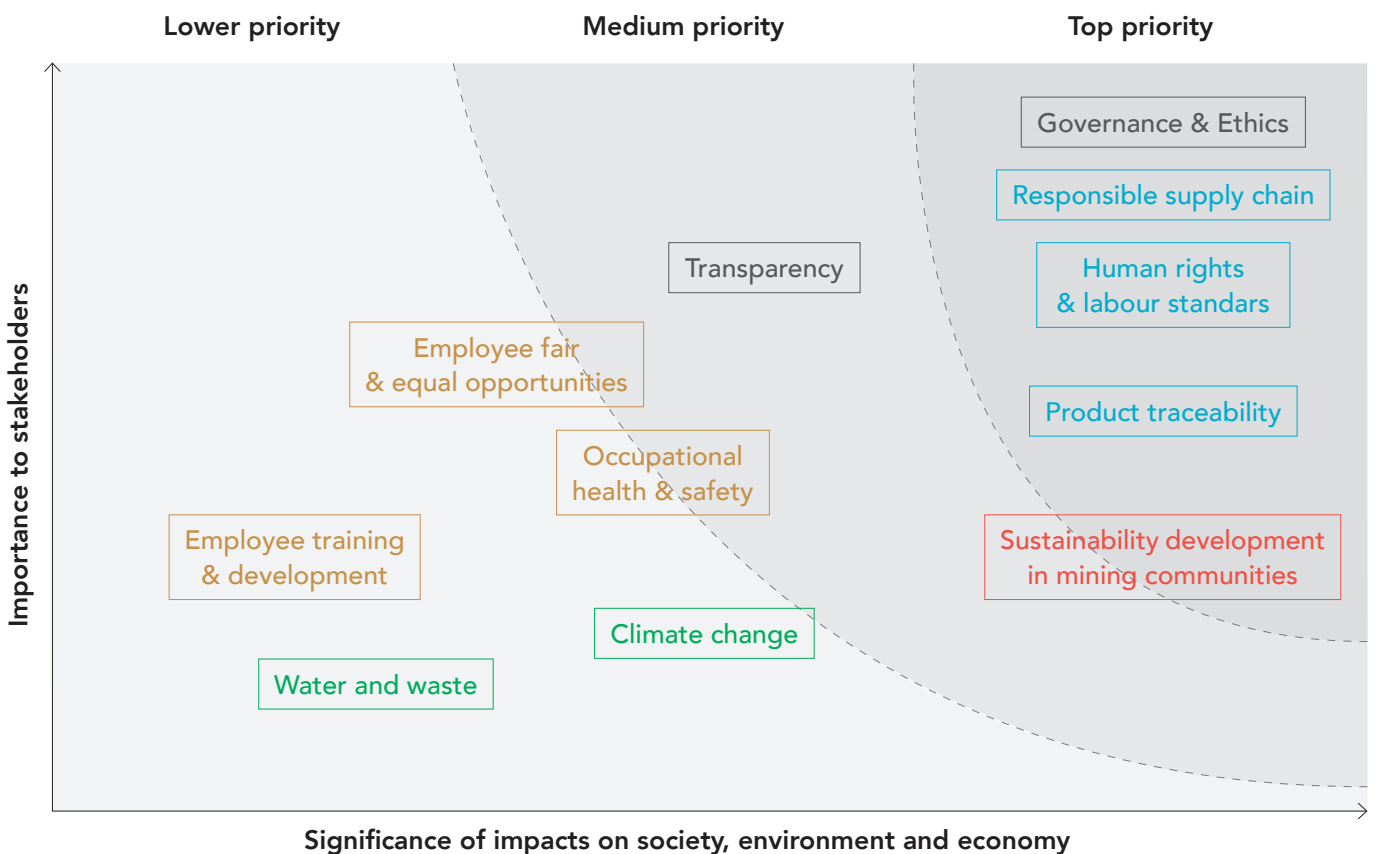 Lower priority
Medium priority
Top priority
Governance & Ethics
Responsible supply chain
Transparency
Human rights
& labour standars
Employee fair
& equal opportunities
Product traceability
Occupational
health & safety
Employee training
& development
Sustainability development
in mining communities
Climate change
Water and waste
Importance to stakeholders
Significance of impacts on society, environment and economy